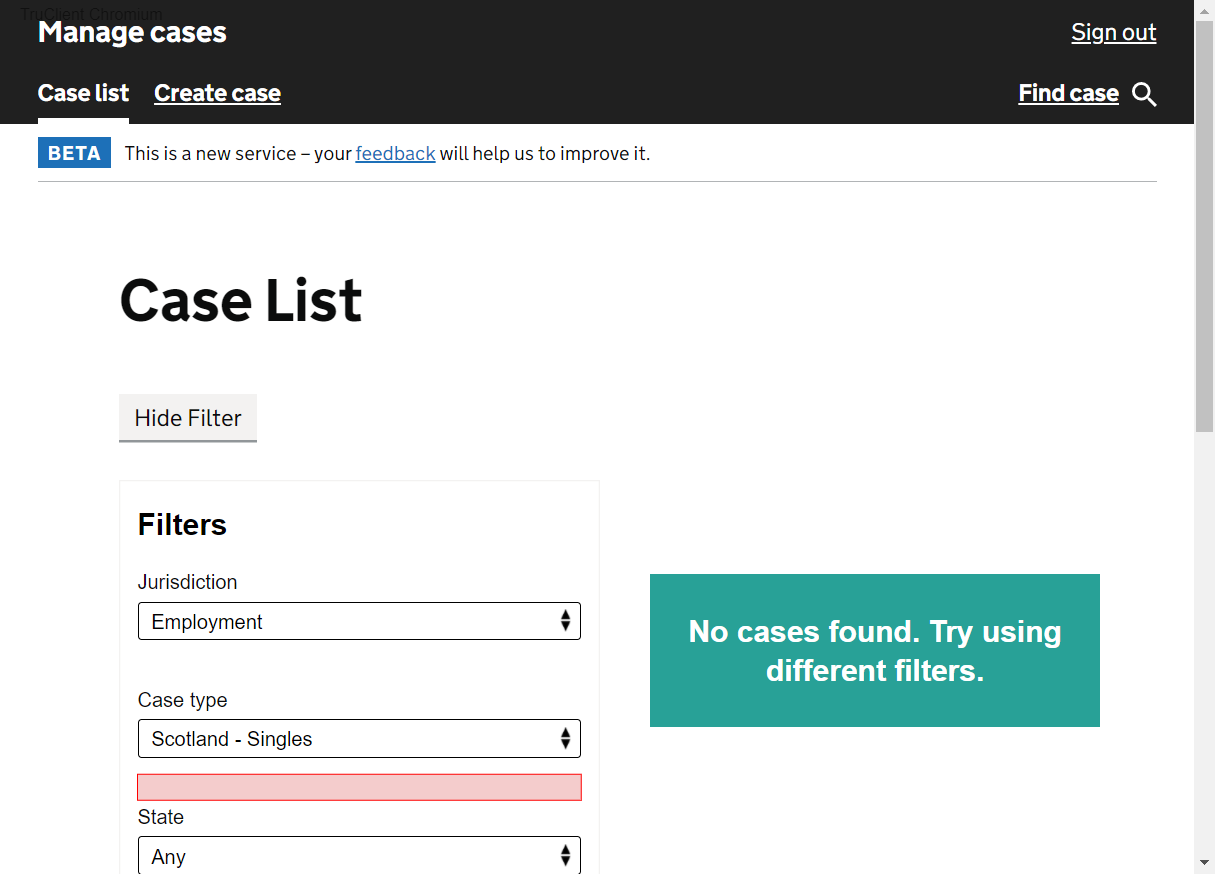 TruClient Chromium
Manage cases
Sign out
Case list
Create case
Find case
BETA
This is a new service – your feedback will help us to improve it.
Case List
Hide Filter
Filters
Jurisdiction
Employment
Case type
Scotland - Singles
State
Any
No cases found. Try using
different filters.